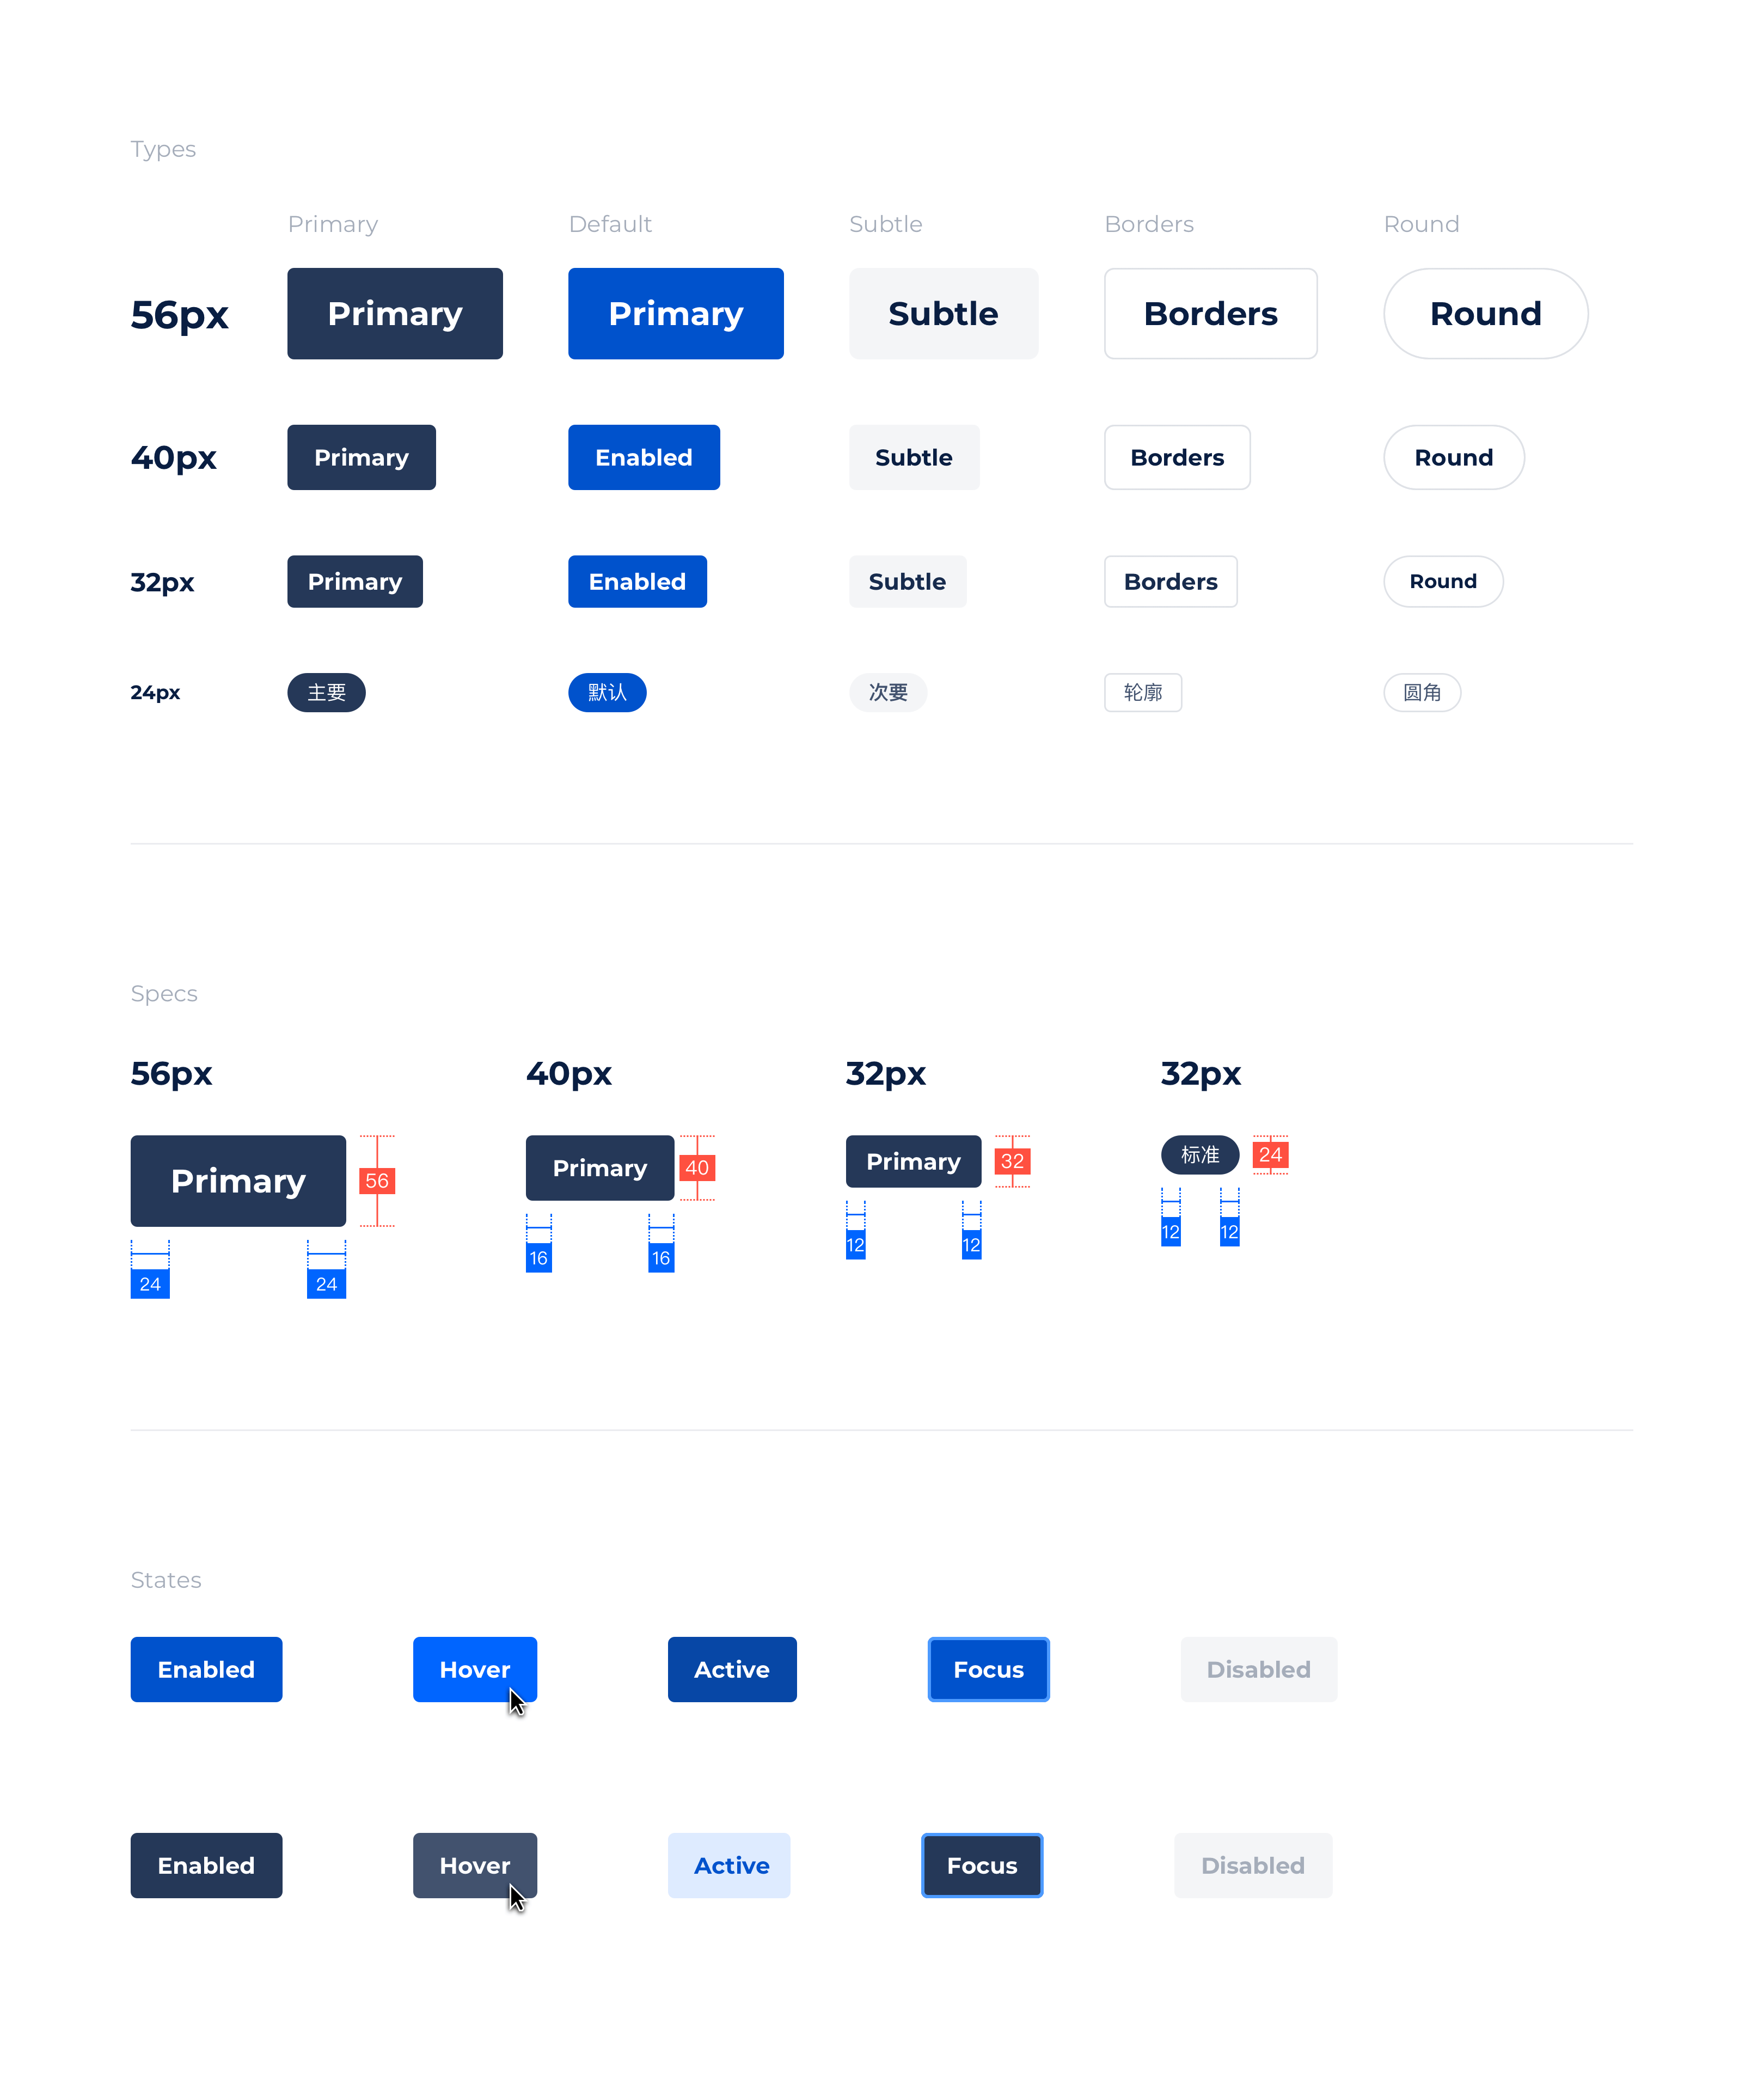 Types
Primary Default Subtle Borders Round
56px Primary Primary Subtle Borders Round
40px Primary Enabled Subtle Borders Round
32px Primary Enabled Subtle Borders Round
24px 主要 默认 次要 轮廓 圆角
Specs
56px 40px 32px 32px
Primary 56 Primary 40 Primary 32 标准 24
24 24 16 16 12 12 12 12
States
Enabled Hover Active Focus Disabled
Enabled Hover Active Focus Disabled